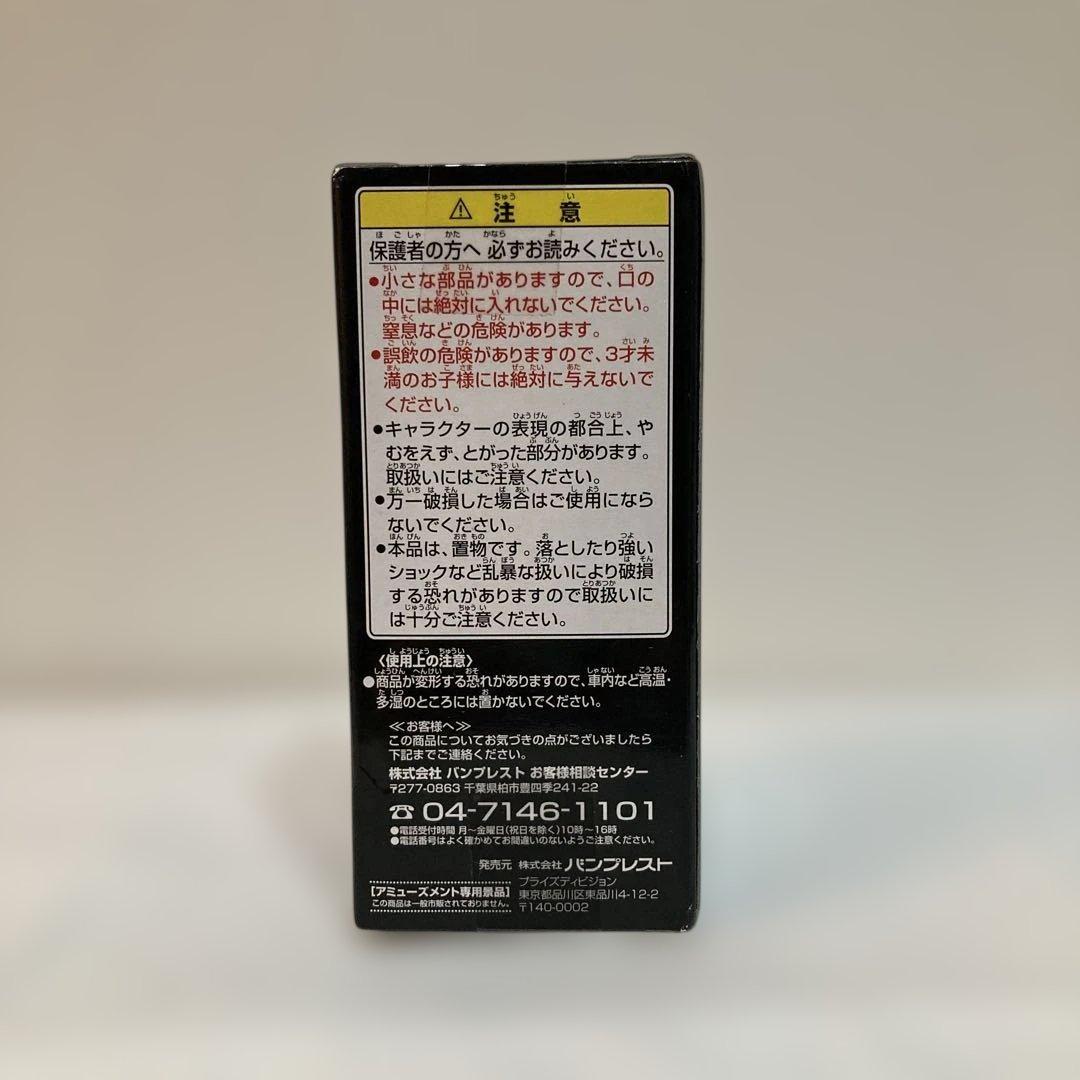 ⚠ 注意
保護者の方へ 必ずお読みください。
●小さな部品がありますので、口の
中には絶対に入れないでください。
窒息などの危険があります。
●誤飲の危険がありますので、3才未
満のお子様には絶対に与えないで
ください。
●キャラクターの表現の都合上、や
むをえず、とがった部分があります。
取扱いにはご注意ください。
●万一破損した場合はご使用になら
ないでください。
●本品は、置物です。落としたり強い
ショックなど乱暴な扱いにより破損
する恐れがありますので取扱いに
は十分ご注意ください。
〈使用上の注意〉
●商品が変形する恐れがありますので、車内など高温・
多湿のところには置かないでください。
≪お客様へ≫
この商品についてお気づきの点がございましたら
下記までご連絡ください。
株式会社 バンプレスト お客様相談センター
〒277-0863 千葉県柏市豊四季241-22
☎ 04-7146-1101
●電話受付時間 月〜金曜日(祝日を除く)10時〜16時
●電話番号はよく確かめてお間違いのないようご注意ください。
発売元 株式会社 バンプレスト
プライズディビジョン
東京都品川区東品川4-12-2
〒140-0002
【アミューズメント専用景品】
この商品は一般市販されておりません。